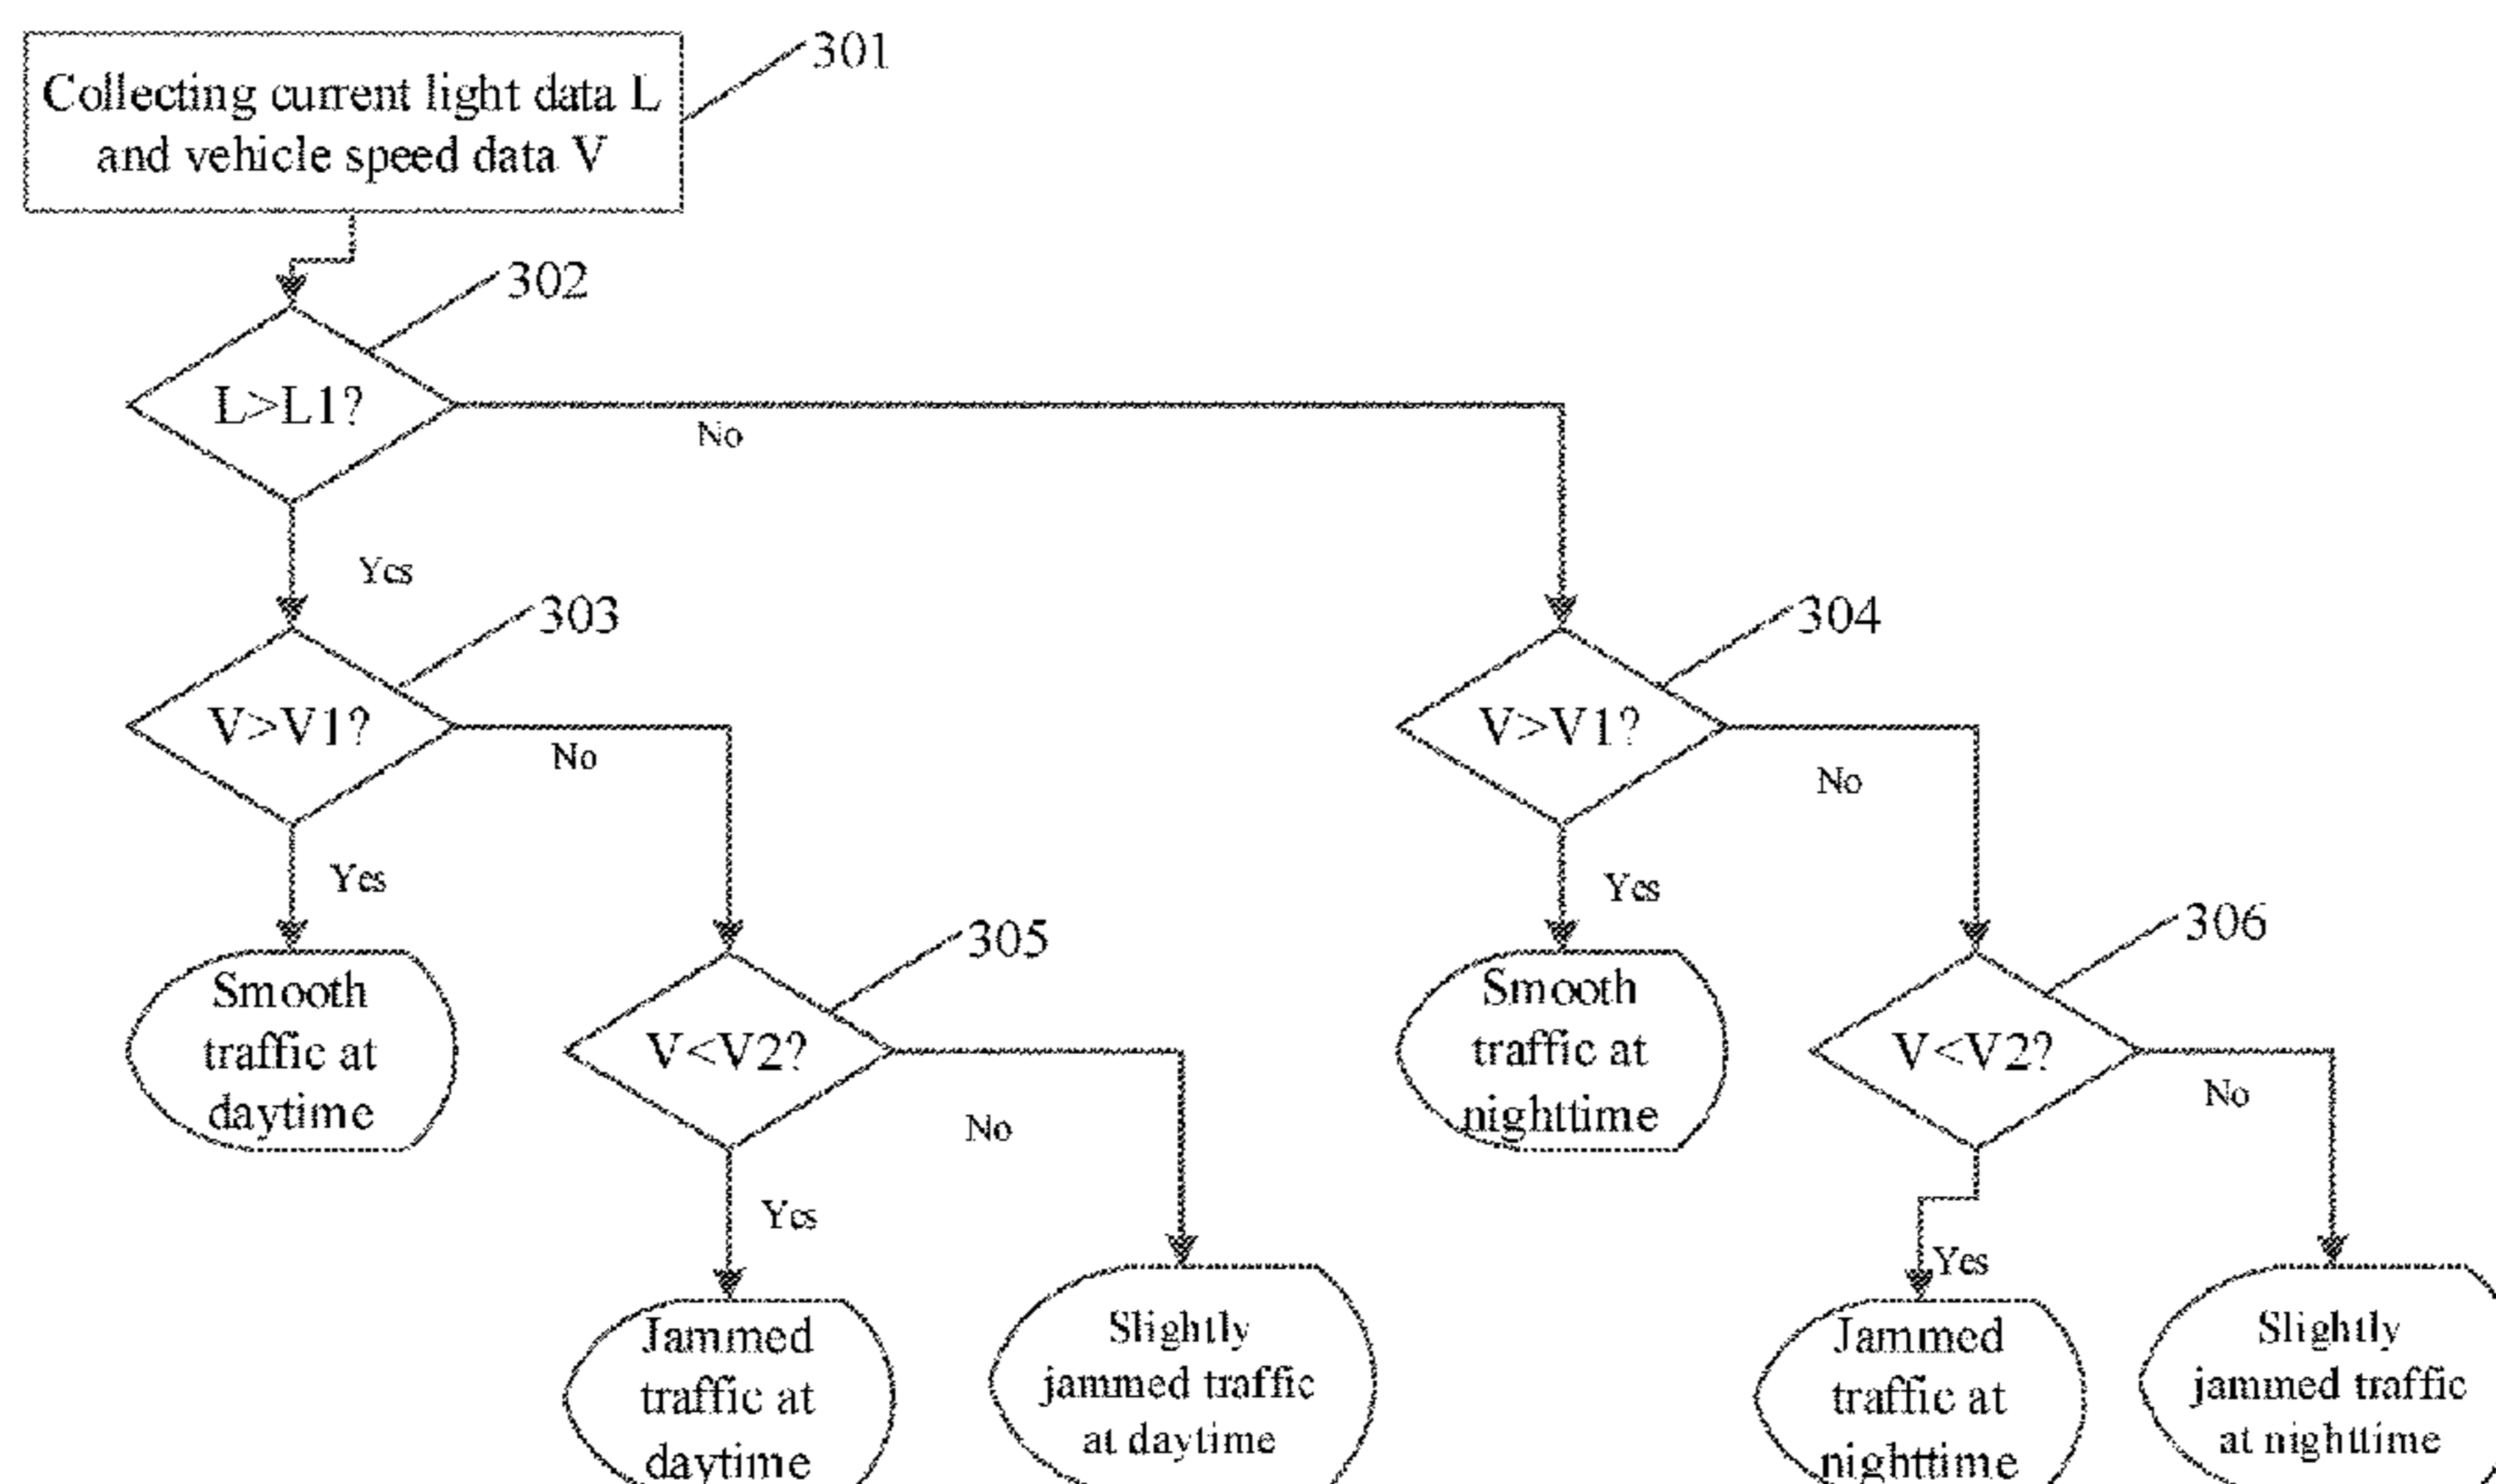 301
Collecting current light data L
and vehicle speed data V
302
L>L1?
No
Yes
303
304
V>V1?
No
V>V1?
No
Yes
Yes
305
306
Smooth
traffic at
daytime
V<V2?
No
Smooth
traffic at
nighttime
V<V2?
No
Yes
Yes
Jammed
traffic at
daytime
Slightly
jammed traffic
at daytime
Jammed
traffic at
nighttime
Slightly
jammed traffic
at nighttime